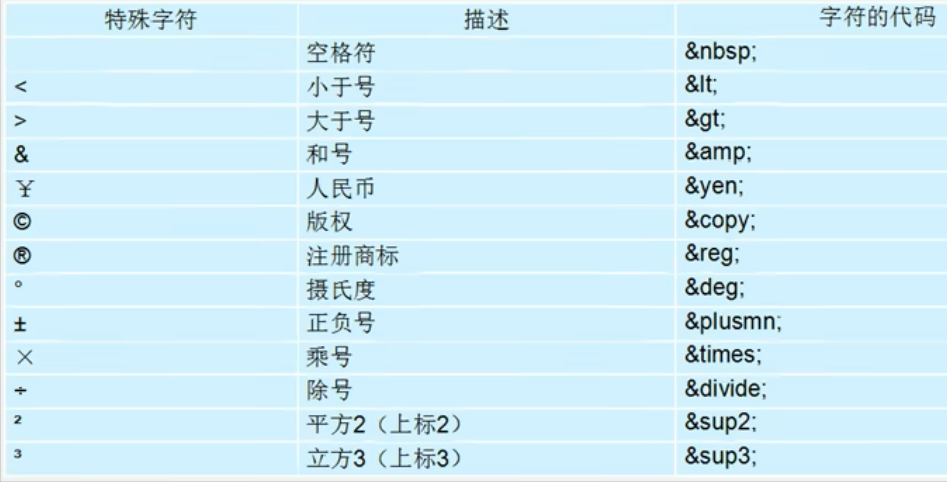 特殊字符 描述 字符的代码
空格符 &nbsp;
< 小于号 &lt;
> 大于号 &gt;
& 和号 &amp;
¥ 人民币 &yen;
© 版权 &copy;
® 注册商标 &reg;
° 摄氏度 &deg;
± 正负号 &plusmn;
× 乘号 &times;
÷ 除号 &divide;
² 平方2（上标2） &sup2;
³ 立方3（上标3） &sup3;